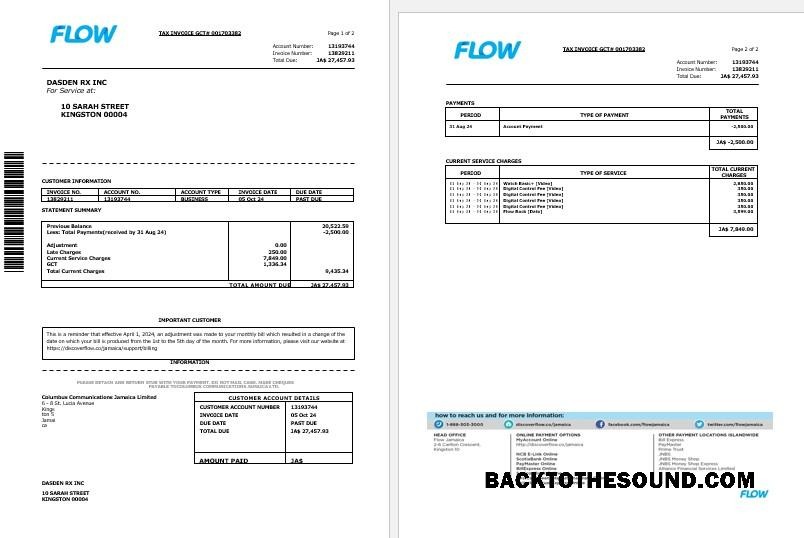 FLOW
TAX INVOICE GCT# 001703382
Page 1 of 2
Account Number: 13193744
Invoice Number: 13829211
Total Due: JA$ 27,457.93
DASDEN RX INC
For Service at:
10 SARAH STREET
KINGSTON 00004
CUSTOMER INFORMATION
INVOICE NO. ACCOUNT NO. ACCOUNT TYPE INVOICE DATE DUE DATE
13829211 13193744 BUSINESS 05 Oct 24 PAST DUE
STATEMENT SUMMARY
Previous Balance 20,522.59
Less: Total Payments(received by 31 Aug 24) -2,500.00
Adjustment 0.00
Late Charges 250.00
Current Service Charges 7,849.00
GCT 1,336.34
Total Current Charges 9,435.34
TOTAL AMOUNT DUE JA$ 27,457.93
IMPORTANT CUSTOMER
This is a reminder that effective April 1, 2024, an adjustment was made to your monthly bill which resulted in a change of the
date on which your bill is produced from the 1st to the 5th day of the month. For more information, please visit our website at
https://discoverflow.co/jamaica/support/billing
INFORMATION
PLEASE DETACH AND RETURN STUB WITH YOUR PAYMENT. DO NOT MAIL CASH. MAKE CHEQUES
PAYABLE TO COLUMBUS COMMUNICATIONS JAMAICA LTD.
Columbus Communications Jamaica Limited
6 - 8 St. Lucia Avenue
Kings
ton 5
Jamai
ca
CUSTOMER ACCOUNT DETAILS
CUSTOMER ACCOUNT NUMBER 13193744
INVOICE DATE 05 Oct 24
DUE DATE PAST DUE
TOTAL DUE JA$ 27,457.93
AMOUNT PAID JA$
DASDEN RX INC
10 SARAH STREET
KINGSTON 00004
FLOW
TAX INVOICE GCT# 001703382
Page 2 of 2
Account Number: 13193744
Invoice Number: 13829211
Total Due: JA$ 27,457.93
PAYMENTS
PERIOD TYPE OF PAYMENT TOTAL PAYMENTS
31 Aug 24 Account Payment -2,500.00
JA$ -2,500.00
CURRENT SERVICE CHARGES
PERIOD TYPE OF SERVICE TOTAL CURRENT CHARGES
Watch Basic+ [Video] 2,850.00
Digital Control Fee [Video] 350.00
Digital Control Fee [Video] 350.00
Digital Control Fee [Video] 350.00
Digital Control Fee [Video] 350.00
Flow Back [Data] 3,599.00
JA$ 7,849.00
how to reach us and for more information:
1-888-303-3004 discoverflow.co/jamaica facebook.com/flowjamaica twitter.com/flowjamaica
HEAD OFFICE
Flow Jamaica
2-6 Carlton Crescent,
Kingston 10
ONLINE PAYMENT OPTIONS
MyAccount Online
http://discoverflow.co/jamaica
NCB E-Link Online
ScotiaBank Online
PayMaster Online
BillExpress Online
OTHER PAYMENT LOCATIONS ISLANDWIDE
Bill Express
PayMaster
Prime Trust
JNBS
JNBS Money Shop
JNBS Money Shop Express
Alliance Financial Services Limited
BACKTOTHESOUND.COM
FLOW